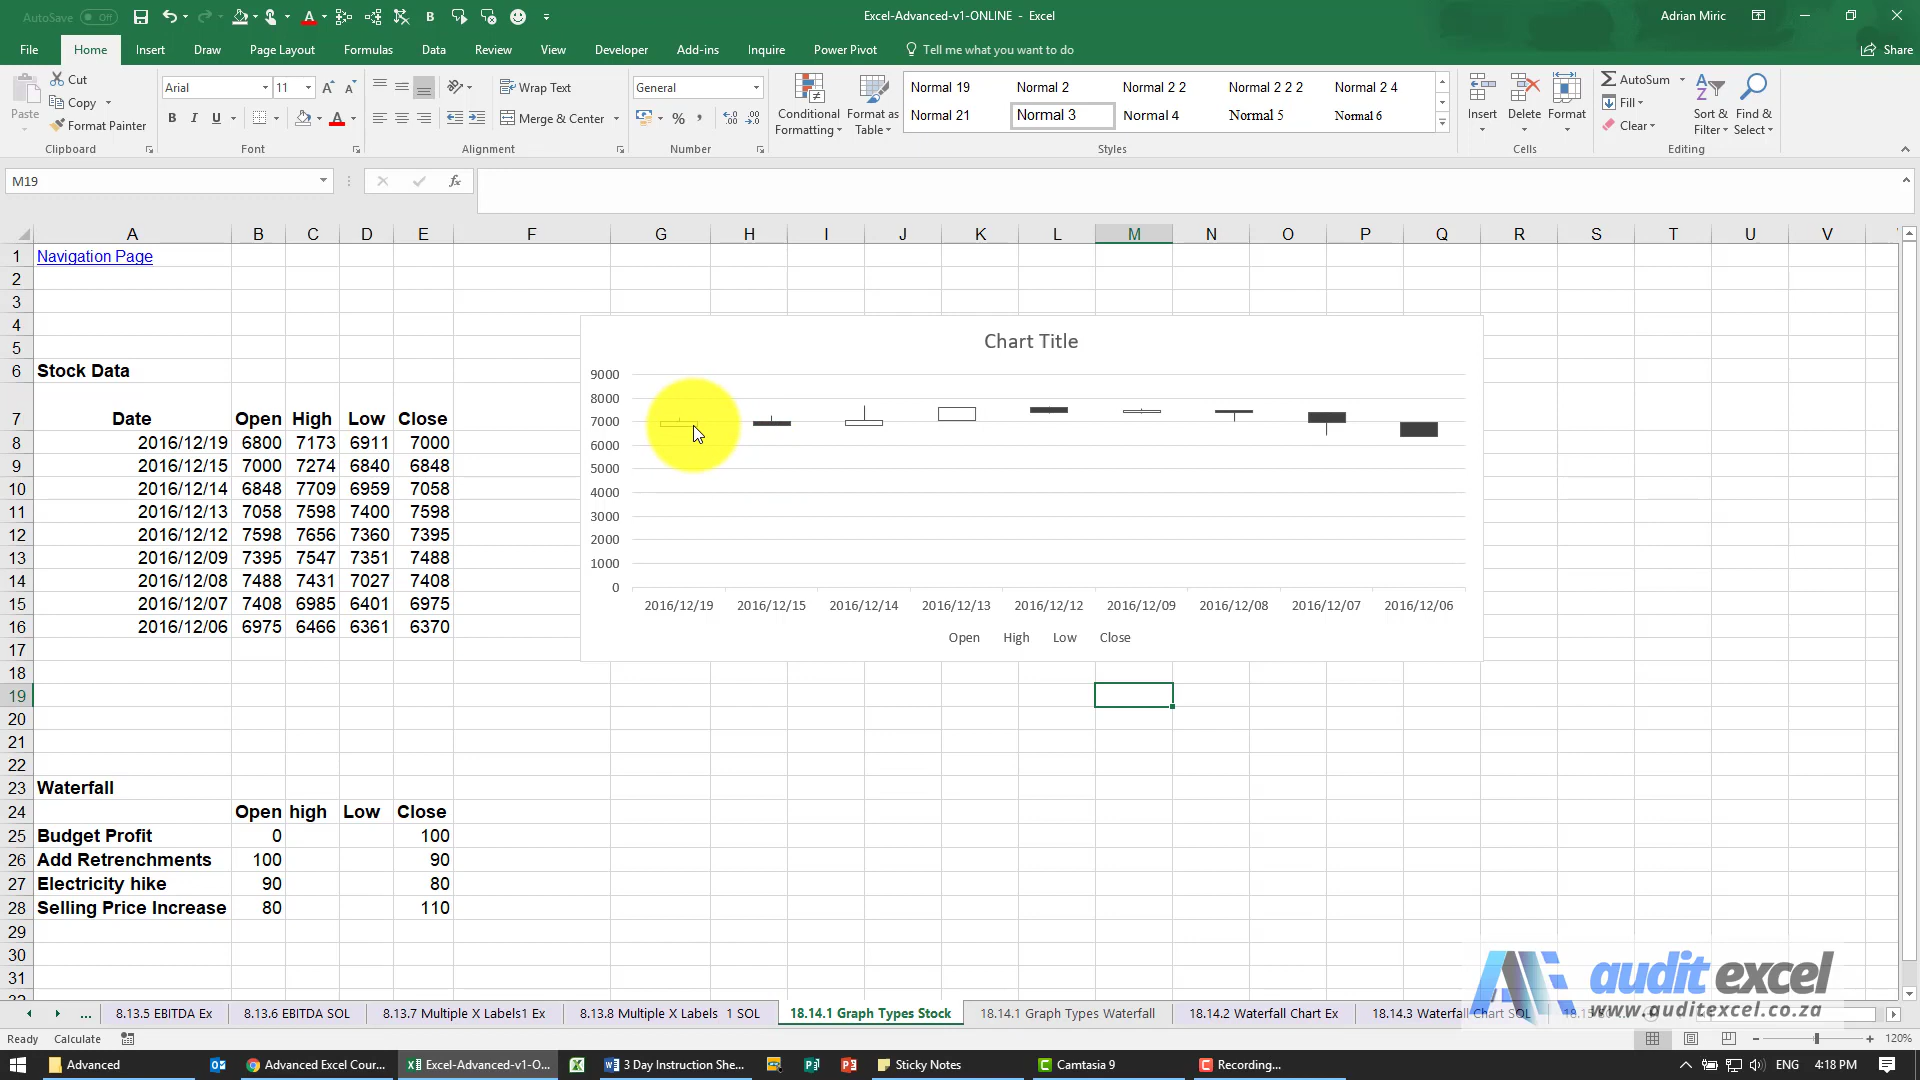 AutoSave Off
Excel-Advanced-v1-ONLINE - Excel
Adrian Miric
File Home Insert Draw Page Layout Formulas Data Review View Developer Add-ins Inquire Power Pivot Tell me what you want to do Share
Paste
Cut
Copy
Format Painter
Clipboard
Arial 11
B I U
Font
Wrap Text
Merge & Center
Alignment
General
%
Number
Conditional Formatting
Format as Table
Normal 19 Normal 2 Normal 2 2 Normal 2 2 2 Normal 2 4
Normal 21 Normal 3 Normal 4 Normal 5 Normal 6
Styles
Insert Delete Format
Cells
AutoSum
Fill
Clear
Sort & Filter
Find & Select
Editing
M19
fx
A B C D E F G H I J K L M N O P Q R S T U V
1 Navigation Page
2
3
4
5
6 Stock Data
7 Date Open High Low Close
8 2016/12/19 6800 7173 6911 7000
9 2016/12/15 7000 7274 6840 6848
10 2016/12/14 6848 7709 6959 7058
11 2016/12/13 7058 7598 7400 7598
12 2016/12/12 7598 7656 7360 7395
13 2016/12/09 7395 7547 7351 7488
14 2016/12/08 7488 7431 7027 7408
15 2016/12/07 7408 6985 6401 6975
16 2016/12/06 6975 6466 6361 6370
17
18
19
20
21
22
23 Waterfall
24 Open high Low Close
25 Budget Profit 0 100
26 Add Retrenchments 100 90
27 Electricity hike 90 80
28 Selling Price Increase 80 110
29
30
31
Chart Title
9000
8000
7000
6000
5000
4000
3000
2000
1000
0
2016/12/19 2016/12/15 2016/12/14 2016/12/13 2016/12/12 2016/12/09 2016/12/08 2016/12/07 2016/12/06
Open High Low Close
audit excel
www.auditexcel.co.za
... 8.13.5 EBITDA Ex 8.13.6 EBITDA SOL 8.13.7 Multiple X Labels1 Ex 8.13.8 Multiple X Labels 1 SOL 18.14.1 Graph Types Stock 18.14.1 Graph Types Waterfall 18.14.2 Waterfall Chart Ex 18.14.3 Waterfall Chart SOL
Ready Calculate
120%
Advanced
Advanced Excel Cour...
Excel-Advanced-v1-O...
3 Day Instruction She...
Sticky Notes
Camtasia 9
Recording...
ENG
4:18 PM